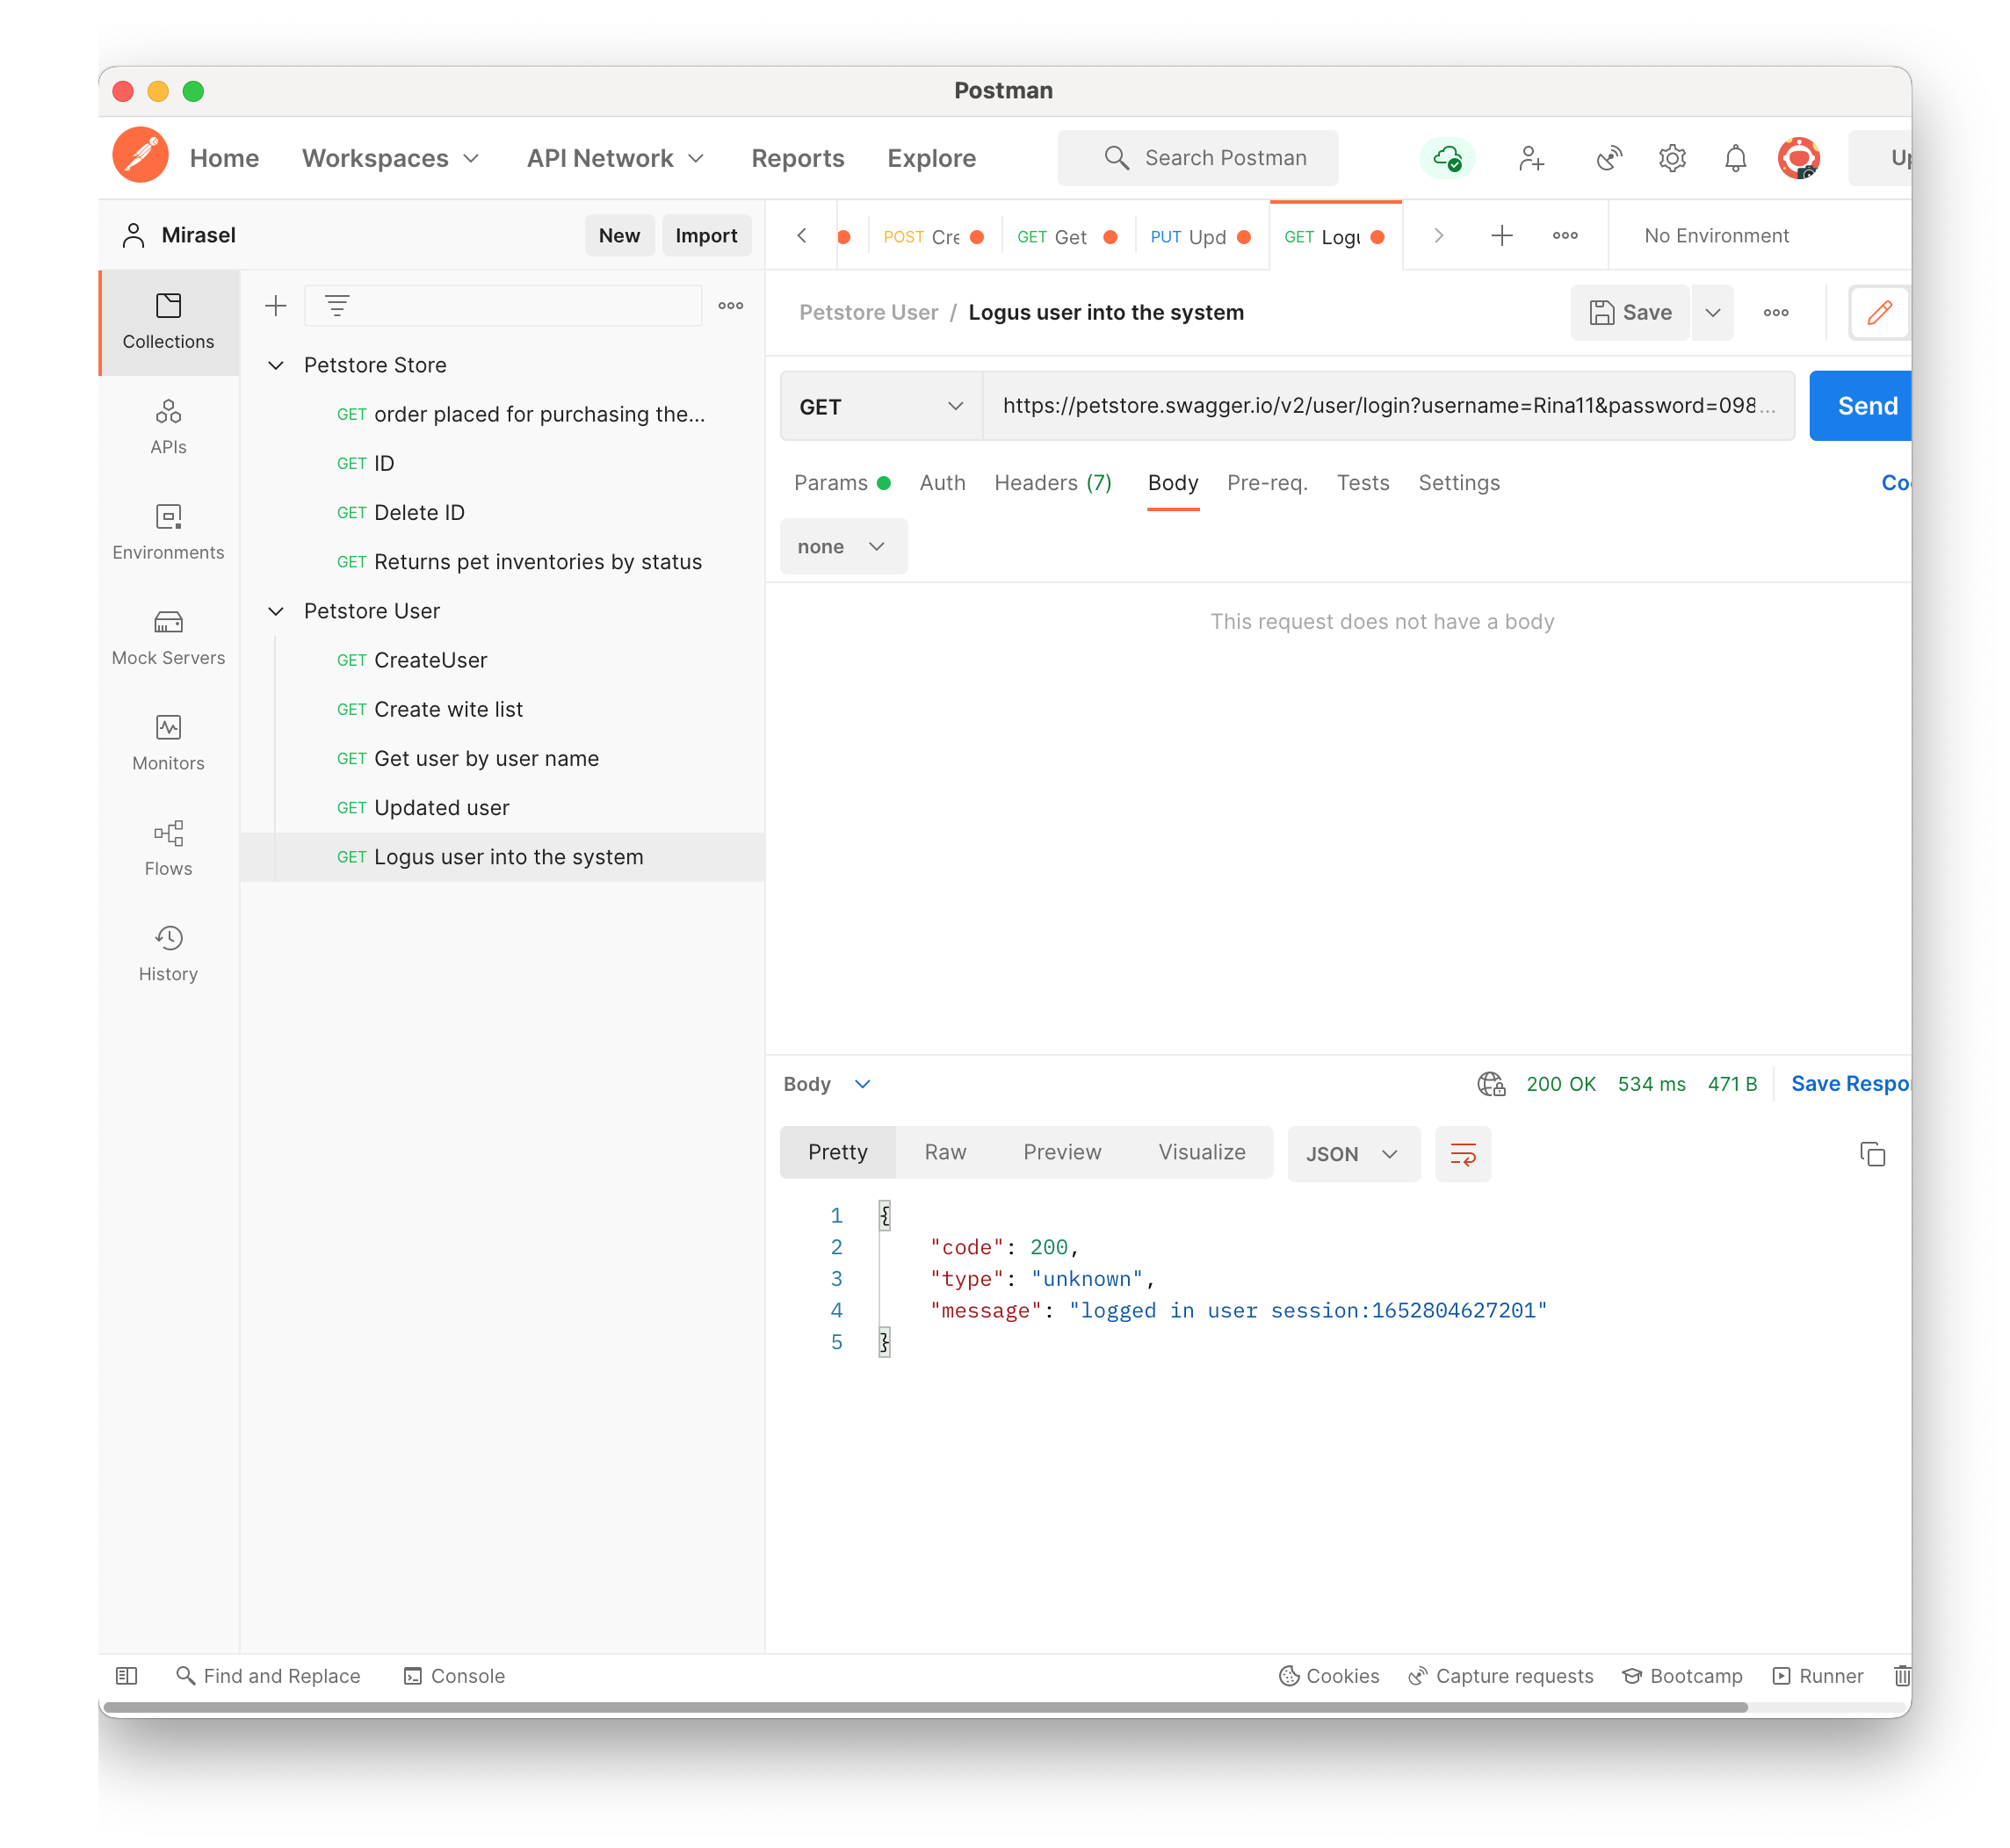 Postman
Home Workspaces API Network Reports Explore Search Postman Up
Mirasel New Import
POST Cre GET Get PUT Upd GET Logu No Environment
Collections
APIs
Environments
Mock Servers
Monitors
Flows
History
Petstore Store
GET order placed for purchasing the...
GET ID
GET Delete ID
GET Returns pet inventories by status
Petstore User
GET CreateUser
GET Create wite list
GET Get user by user name
GET Updated user
GET Logus user into the system
Petstore User / Logus user into the system Save
GET https://petstore.swagger.io/v2/user/login?username=Rina11&password=098... Send
Params Auth Headers (7) Body Pre-req. Tests Settings Coo
none
This request does not have a body
Body 200 OK 534 ms 471 B Save Respo
Pretty Raw Preview Visualize JSON
1 {
2 "code": 200,
3 "type": "unknown",
4 "message": "logged in user session:1652804627201"
5 }
Find and Replace Console Cookies Capture requests Bootcamp Runner